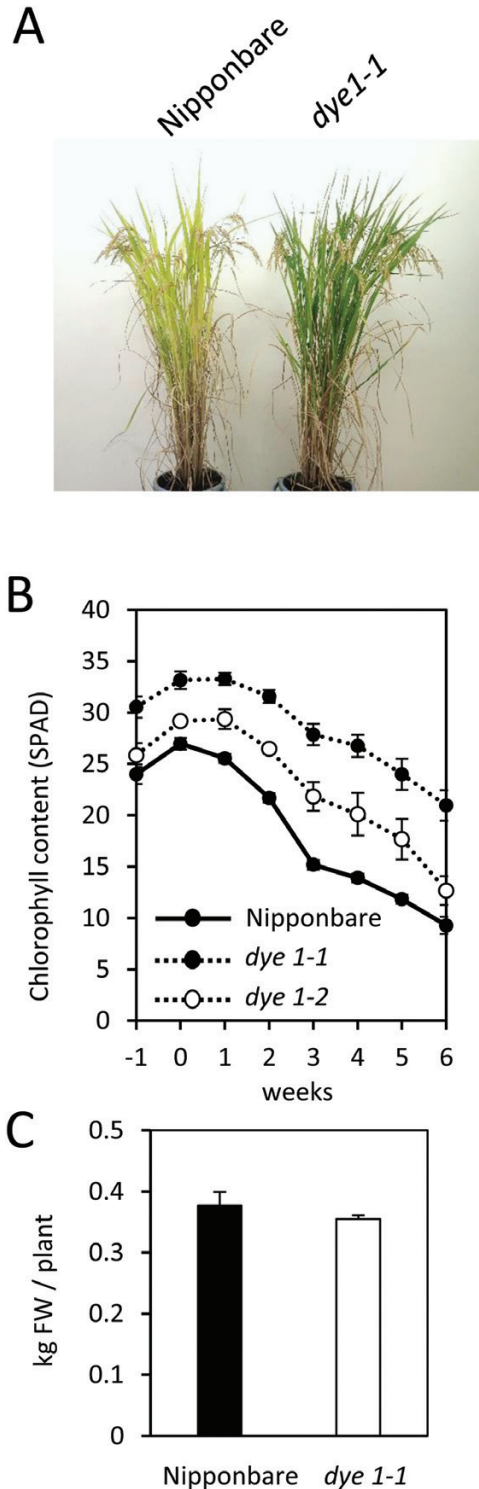 A
Nipponbare
dye1-1
B
Chlorophyll content (SPAD)
40
35
30
25
20
15
10
5
0
Nipponbare
dye 1-1
dye 1-2
-1 0 1 2 3 4 5 6
weeks
C
kg FW / plant
0.5
0.4
0.3
0.2
0.1
0
Nipponbare dye 1-1